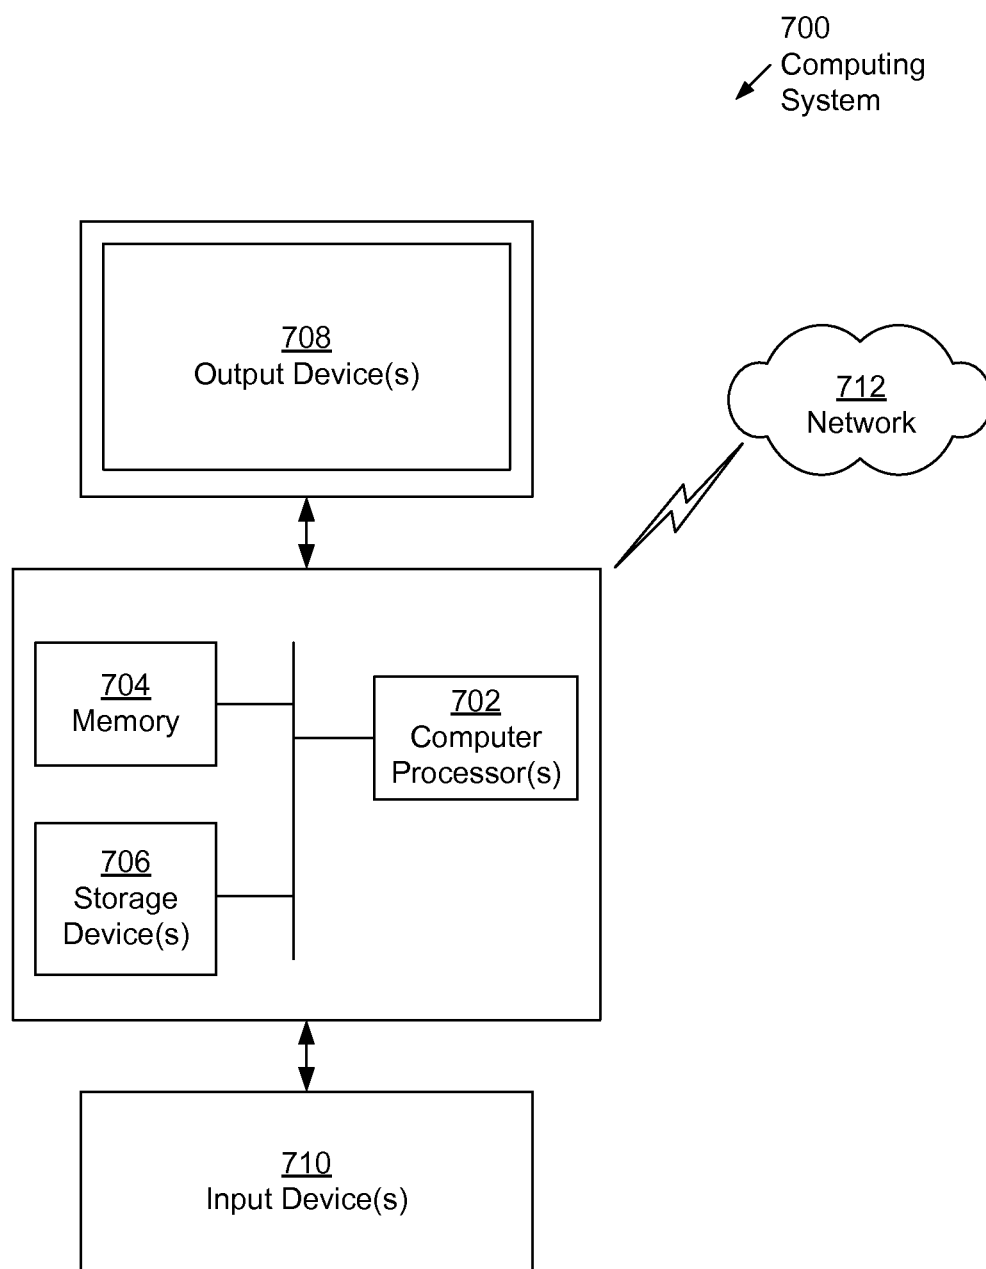 700
Computing
System
708
Output Device(s)
712
Network
704
Memory
702
Computer
Processor(s)
706
Storage
Device(s)
710
Input Device(s)